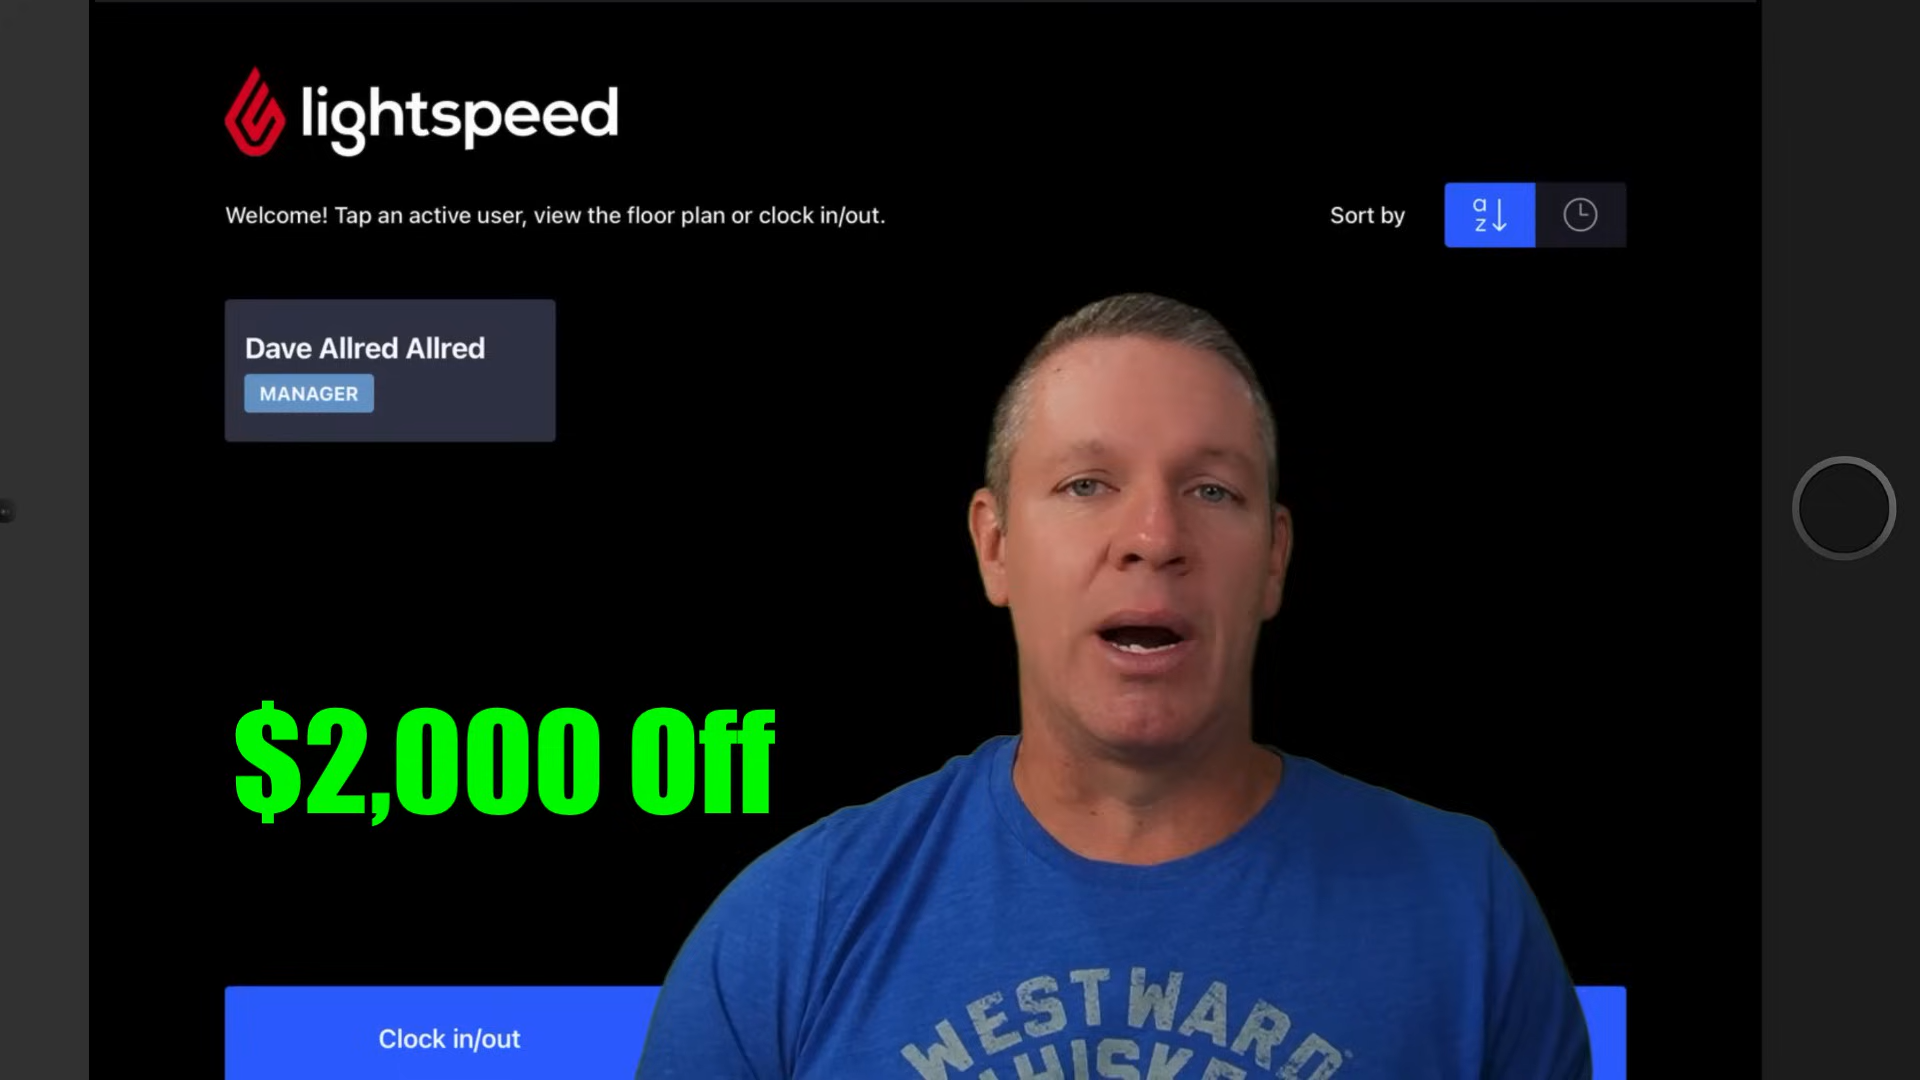 lightspeed
Welcome! Tap an active user, view the floor plan or clock in/out.
Sort by
a
z
Dave Allred Allred
MANAGER
$2,000 Off
Clock in/out
WESTWARD